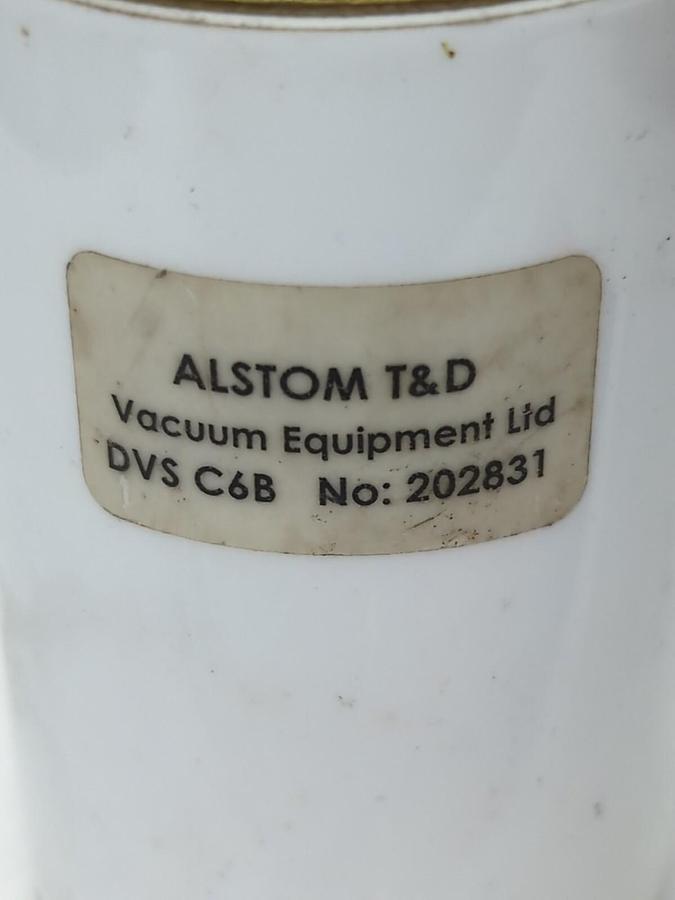 ALSTOM T&D
Vacuum Equipment Ltd
DVS C6B No: 202831